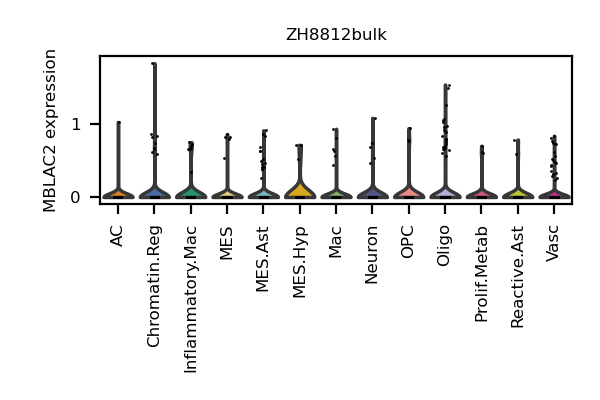 ZH8812bulk
MBLAC2 expression
1
0
AC
Chromatin.Reg
Inflammatory.Mac
MES
MES.Ast
MES.Hyp
Mac
Neuron
OPC
Oligo
Prolif.Metab
Reactive.Ast
Vasc